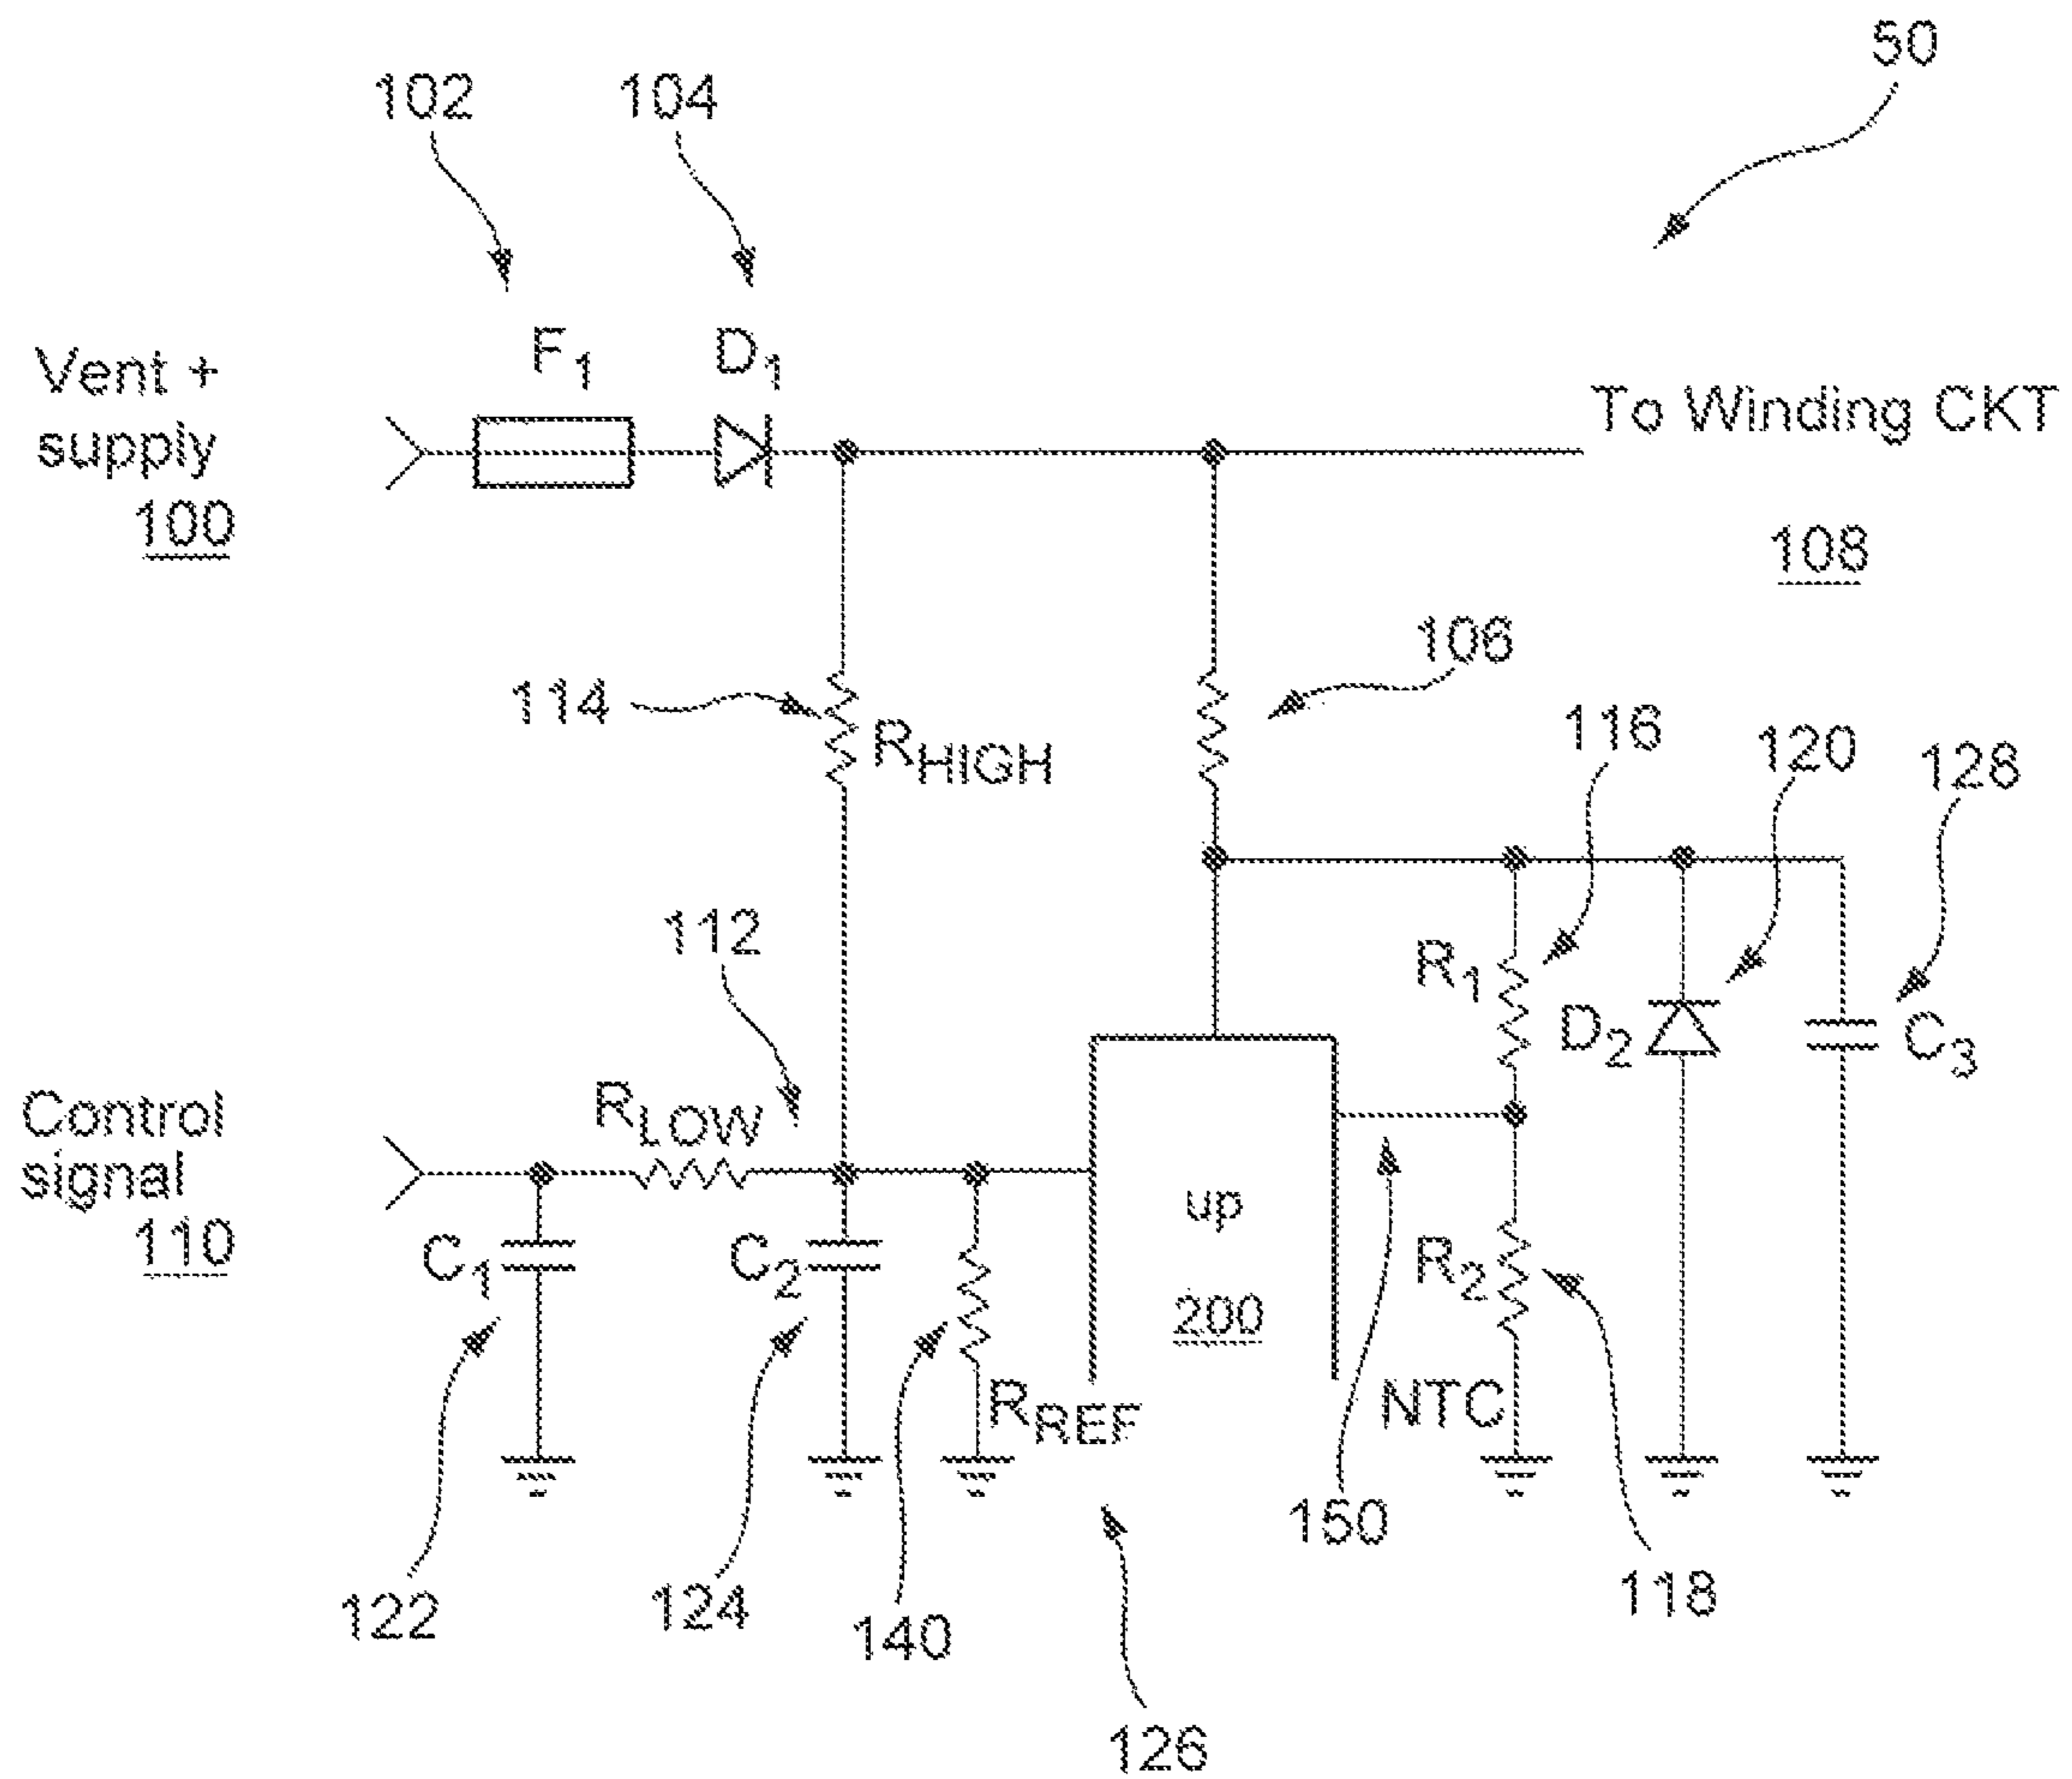 50
102
104
F1
D1
Vent +
supply
100
To Winding CKT
108
106
114
RHIGH
116
120
128
112
R1
D2
C3
Control
signal
110
RLOW
C1
C2
up
200
R2
RREF
NTC
150
122
124
140
118
126